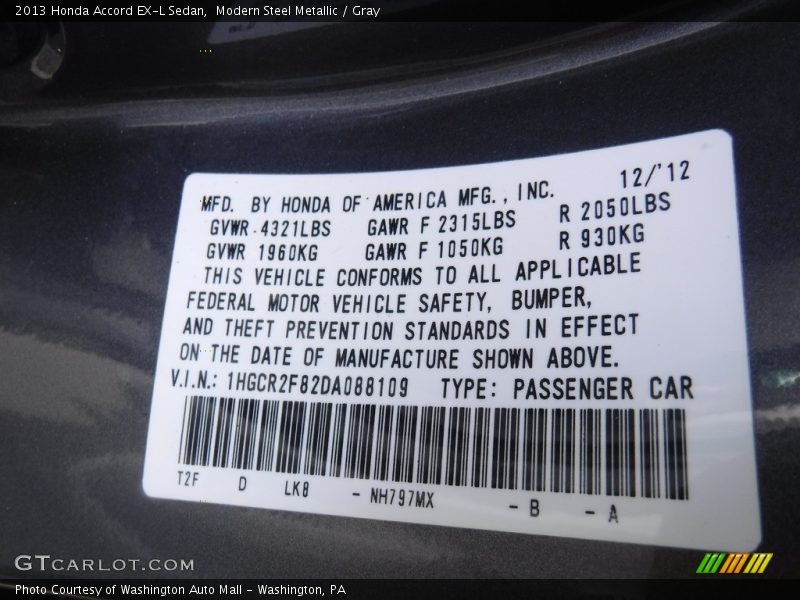 2013 Honda Accord EX-L Sedan, Modern Steel Metallic / Gray
12/'12
MFD. BY HONDA OF AMERICA MFG., INC.
GVWR 4321LBS GAWR F 2315LBS R 2050LBS
GVWR 1960KG GAWR F 1050KG R 930KG
THIS VEHICLE CONFORMS TO ALL APPLICABLE
FEDERAL MOTOR VEHICLE SAFETY, BUMPER,
AND THEFT PREVENTION STANDARDS IN EFFECT
ON THE DATE OF MANUFACTURE SHOWN ABOVE.
V.I.N.: 1HGCR2F82DA088109 TYPE: PASSENGER CAR
T2F D LK8 - NH797MX - B - A
GTCARLOT.COM
Photo Courtesy of Washington Auto Mall - Washington, PA